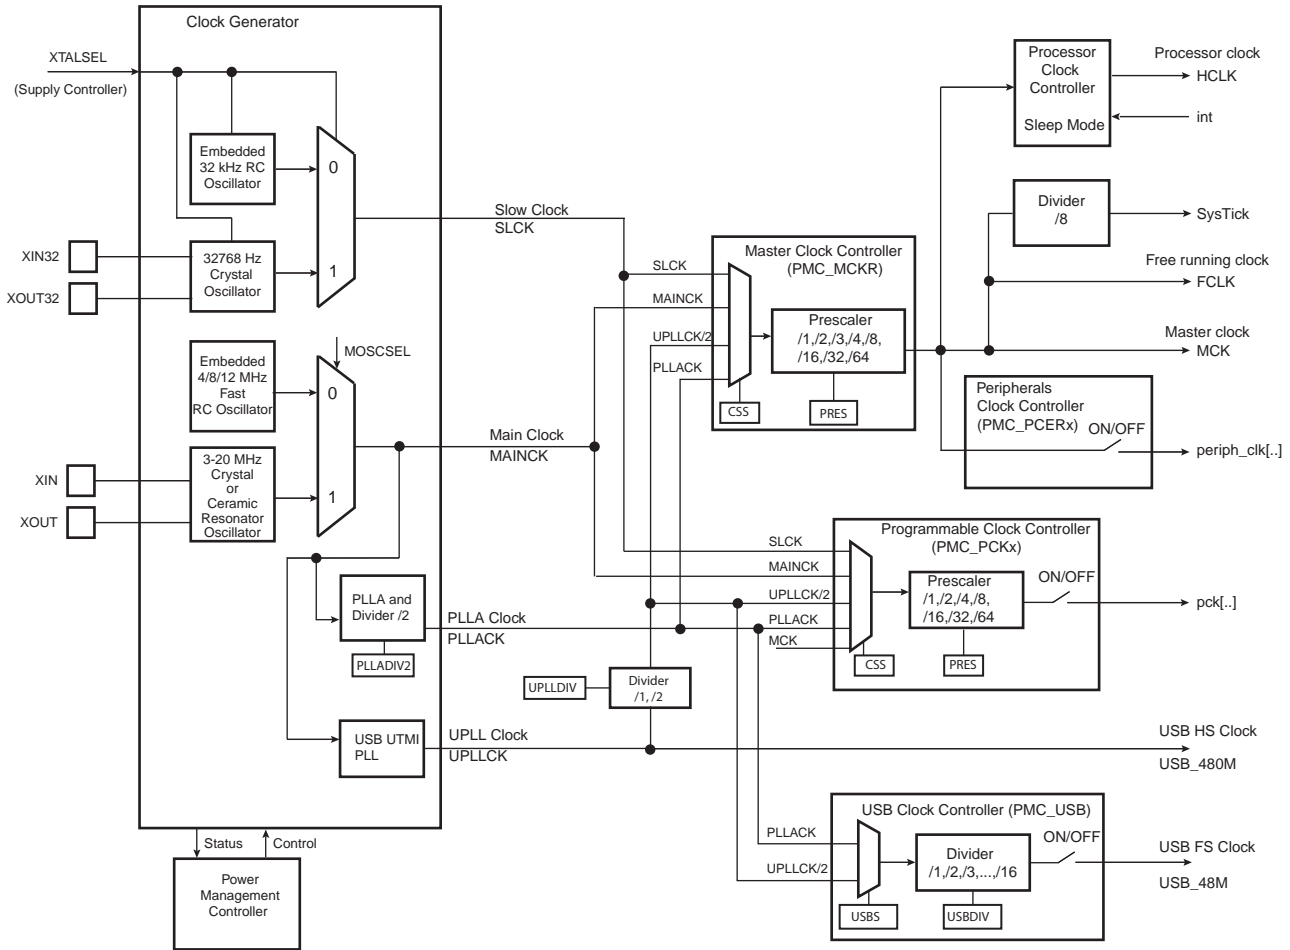 Clock Generator
XTALSEL
(Supply Controller)
Embedded
32 kHz RC
Oscillator
0
XIN32
XOUT32
32768 Hz
Crystal
Oscillator
1
Slow Clock
SLCK
Embedded
4/8/12 MHz
Fast
RC Oscillator
MOSCSEL
0
XIN
XOUT
3-20 MHz
Crystal
or
Ceramic
Resonator
Oscillator
1
Main Clock
MAINCK
PLLA and
Divider /2
PLLADIV2
PLLA Clock
PLLACK
UPLLDIV
Divider
/1, /2
USB UTMI
PLL
UPLL Clock
UPLLCK
Status
Control
Power
Management
Controller
Master Clock Controller
(PMC_MCKR)
SLCK
MAINCK
UPLLCK/2
PLLACK
Prescaler
/1,/2,/3,/4,/8,
/16,/32,/64
CSS
PRES
Processor
Clock
Controller
Sleep Mode
Processor clock
HCLK
int
Divider
/8
SysTick
Free running clock
FCLK
Master clock
MCK
Peripherals
Clock Controller
(PMC_PCERx)
ON/OFF
periph_clk[..]
Programmable Clock Controller
(PMC_PCKx)
SLCK
MAINCK
UPLLCK/2
PLLACK
MCK
Prescaler
/1,/2,/4,/8,
/16,/32,/64
ON/OFF
CSS
PRES
pck[..]
USB HS Clock
USB_480M
USB Clock Controller (PMC_USB)
PLLACK
UPLLCK/2
Divider
/1,/2,/3,...,/16
ON/OFF
USBS
USBDIV
USB FS Clock
USB_48M